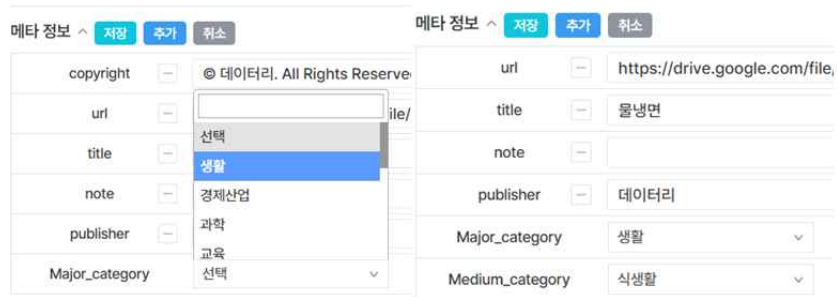 메타 정보 저장 추가 취소
copyright © 데이터리. All Rights
url file/
title
note
publisher
Major_category 선택
선택
생활
경제산업
과학
교육
메타 정보 저장 추가 취소
url https://drive.google.com/file
title 물냉면
note
publisher 데이터리
Major_category 생활
Medium_category 식생활